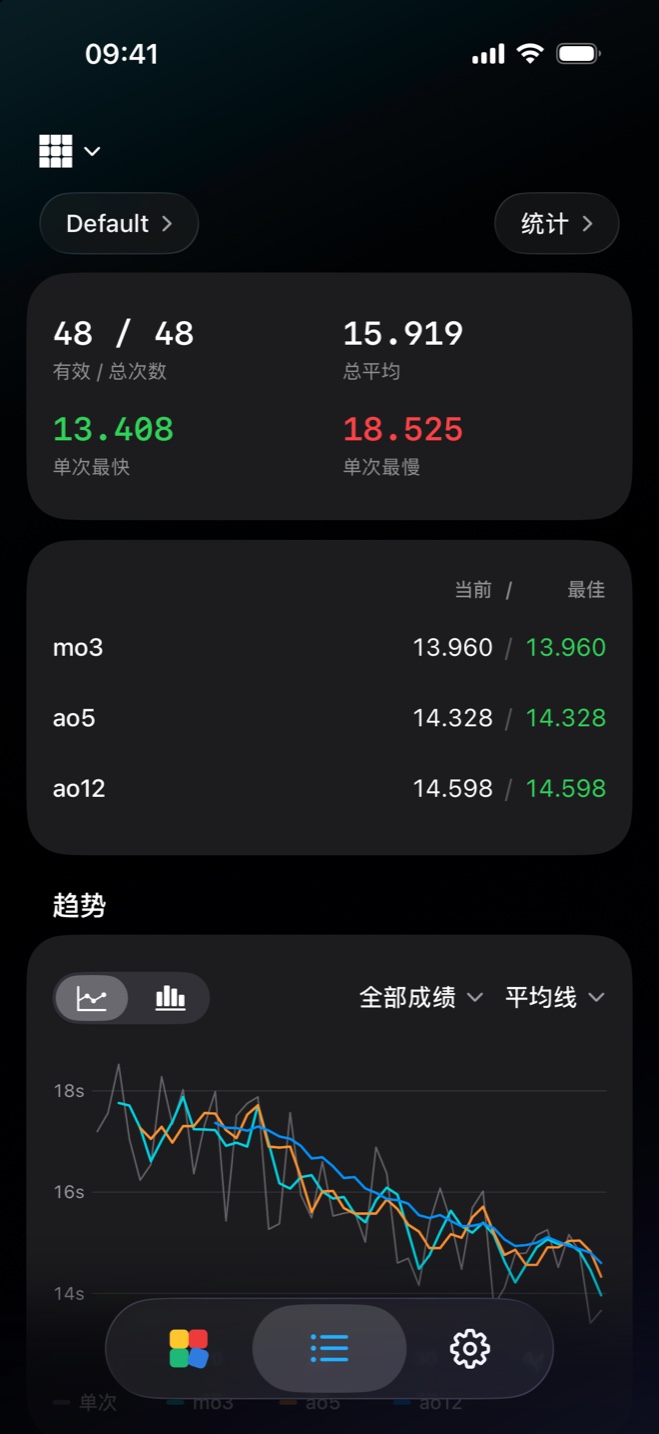 09:41
Default
统计
48 / 48 15.919
有效 / 总次数 总平均
13.408 18.525
单次最快 单次最慢
当前 / 最佳
mo3 13.960 / 13.960
ao5 14.328 / 14.328
ao12 14.598 / 14.598
趋势
全部成绩 平均线
18s
16s
14s
单次 mo3 ao5 ao12